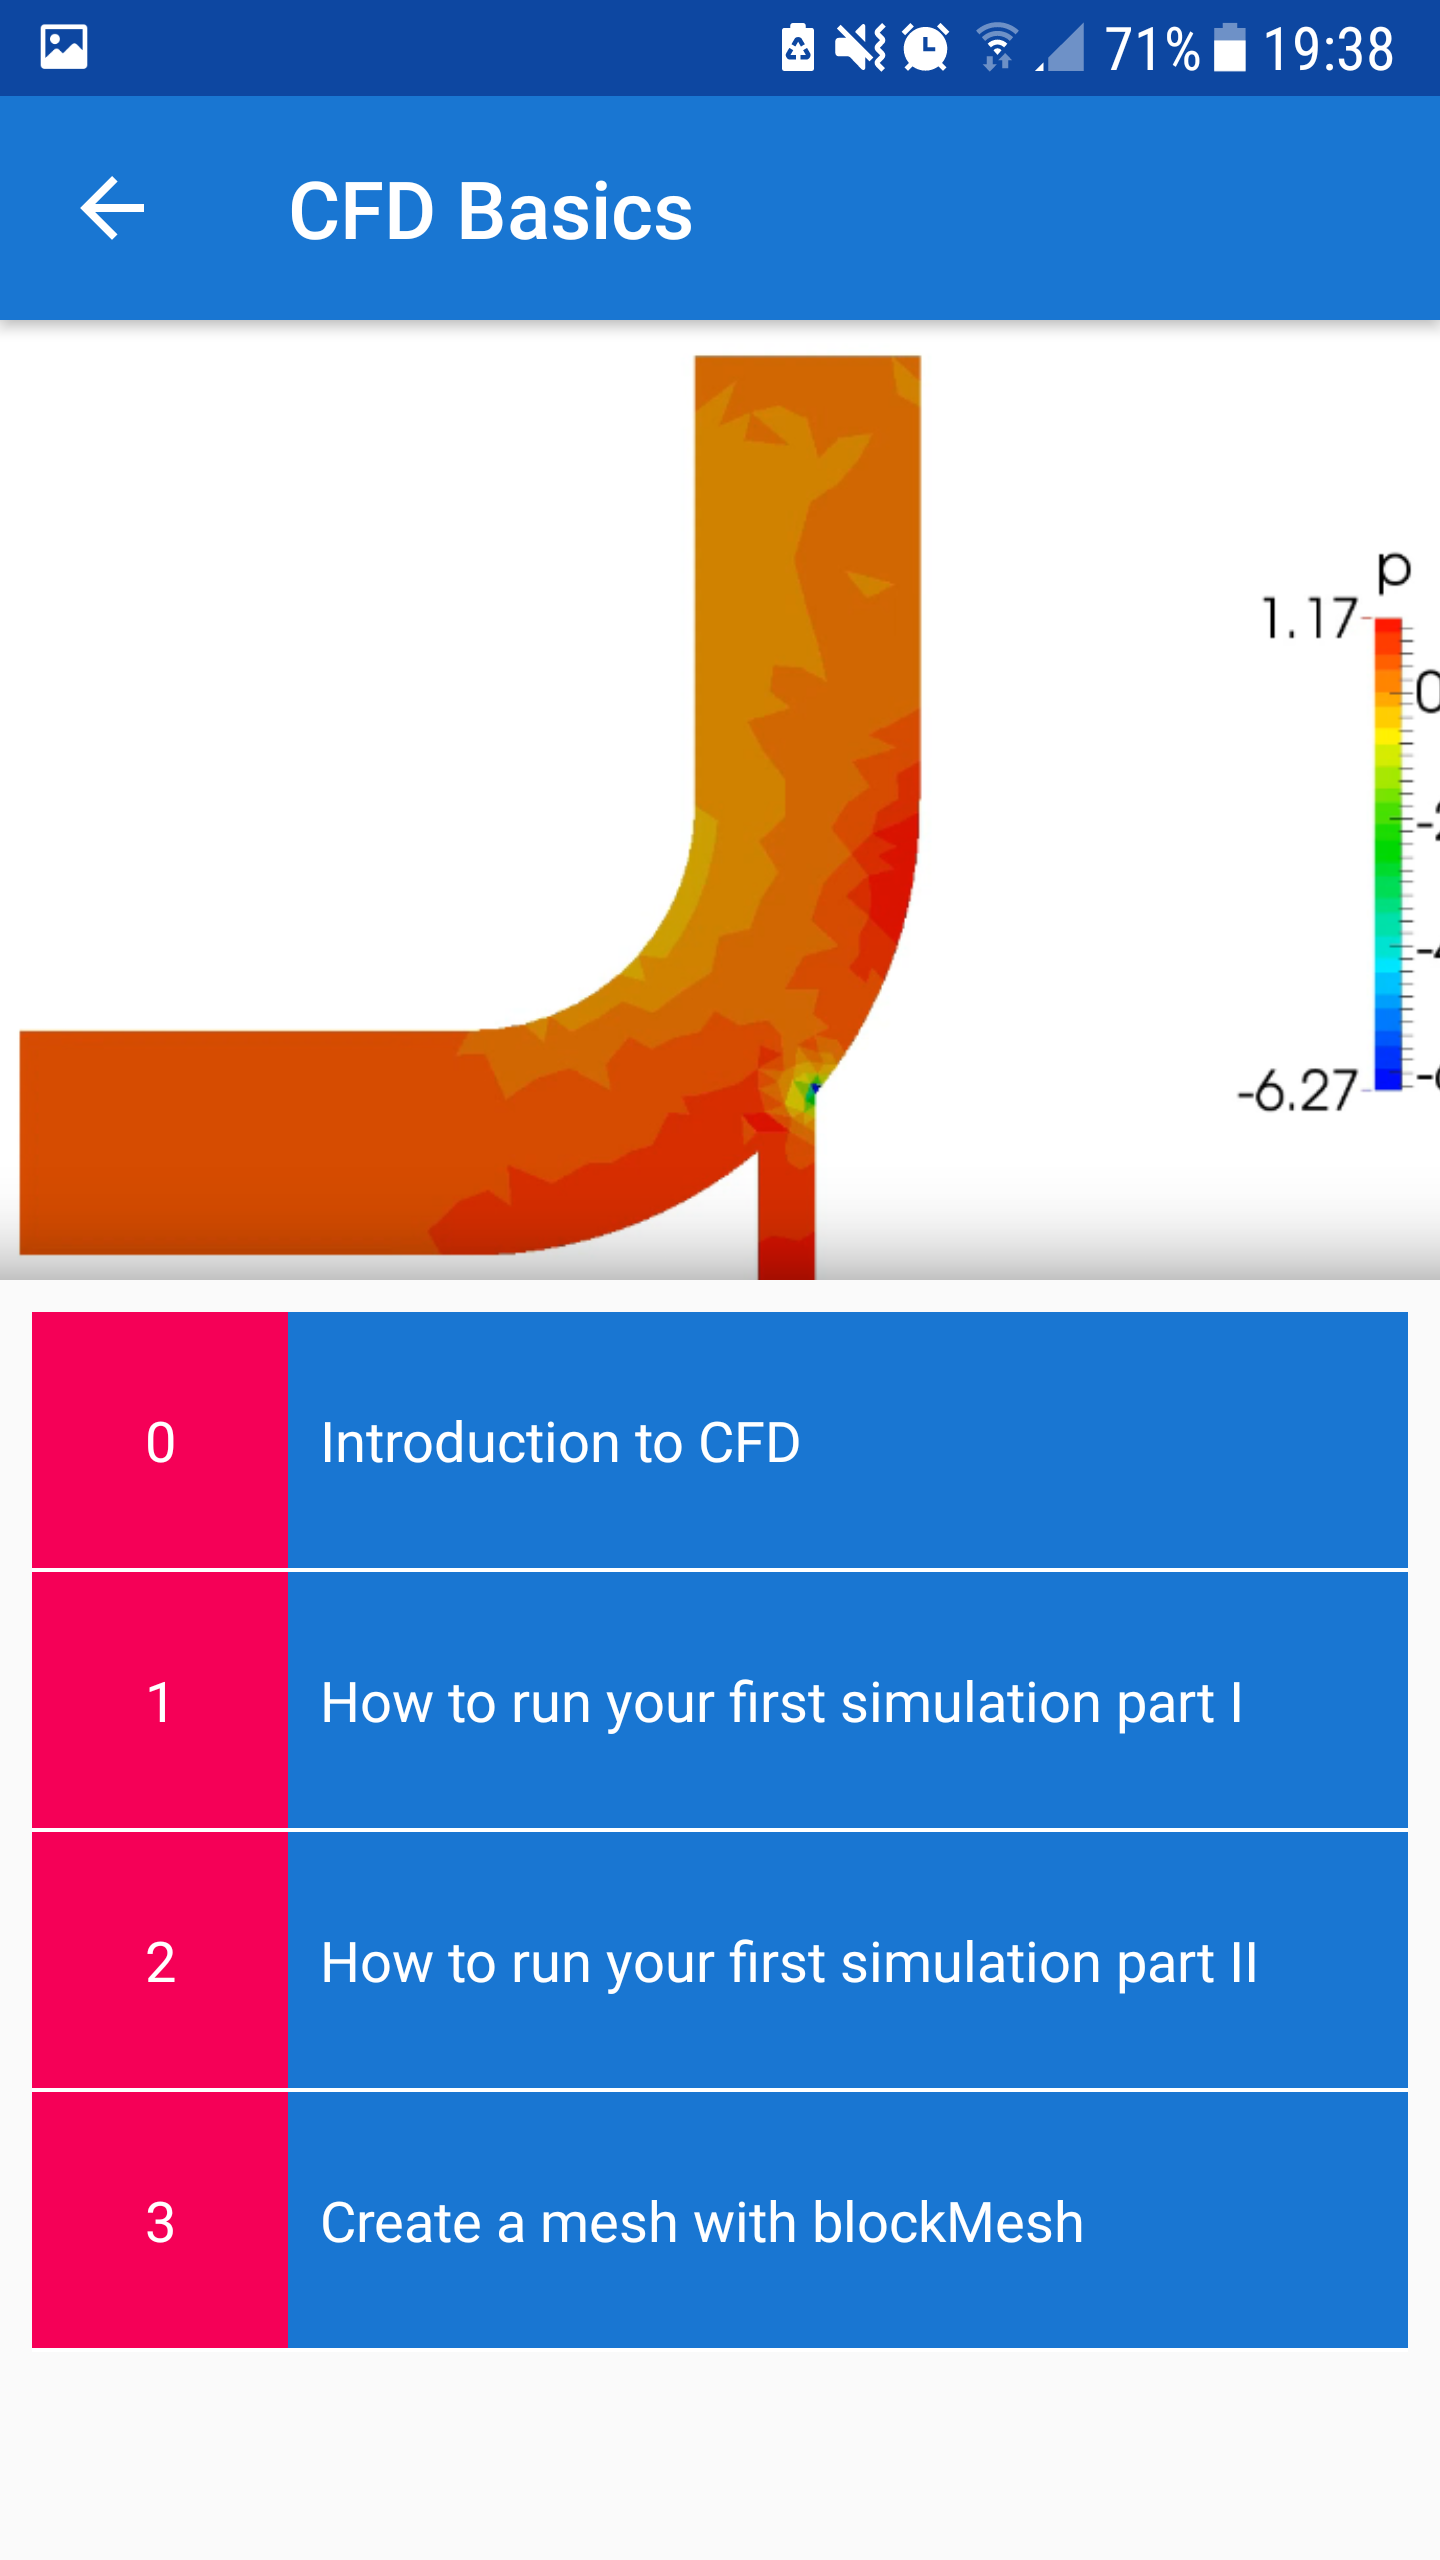 71% 19:38
CFD Basics
p
1.17
-6.27
0 Introduction to CFD
1 How to run your first simulation part I
2 How to run your first simulation part II
3 Create a mesh with blockMesh